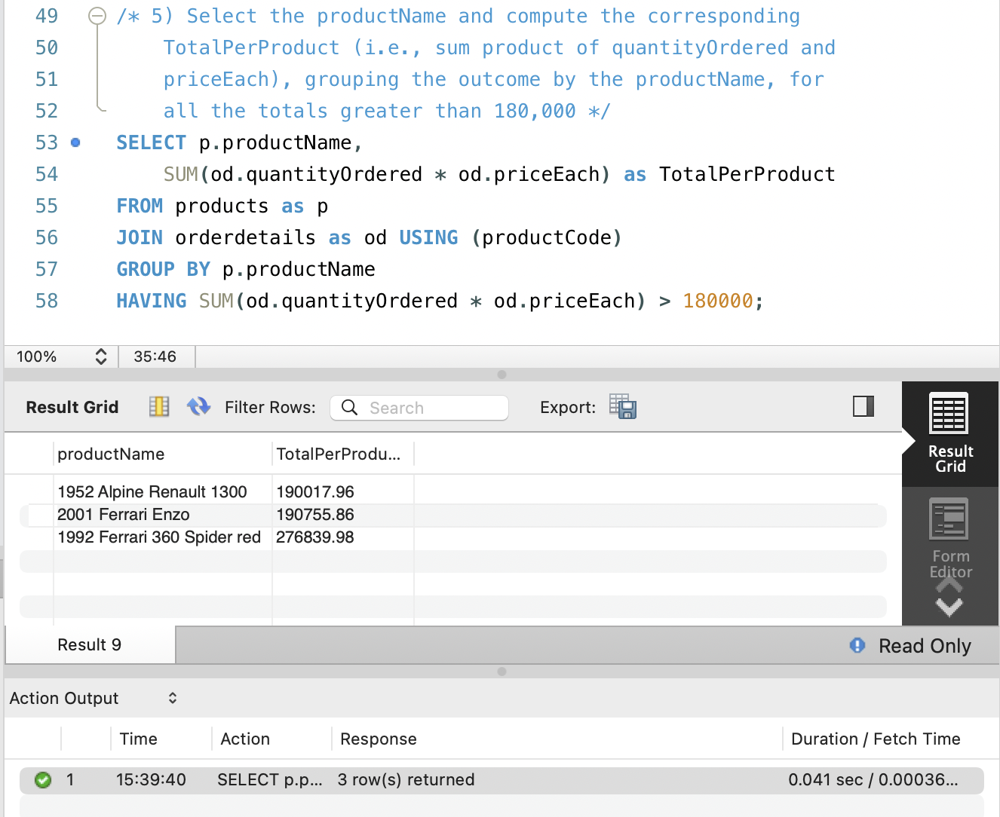 49 /* 5) Select the productName and compute the corresponding
50 TotalPerProduct (i.e., sum product of quantityOrdered and
51 priceEach), grouping the outcome by the productName, for
52 all the totals greater than 180,000 */
53 SELECT p.productName,
54 SUM(od.quantityOrdered * od.priceEach) as TotalPerProduct
55 FROM products as p
56 JOIN orderdetails as od USING (productCode)
57 GROUP BY p.productName
58 HAVING SUM(od.quantityOrdered * od.priceEach) > 180000;
100% 35:46
Result Grid Filter Rows: Search Export:
productName TotalPerProdu...
1952 Alpine Renault 1300 190017.96
2001 Ferrari Enzo 190755.86
1992 Ferrari 360 Spider red 276839.98
Result
Grid
Form
Editor
Result 9 Read Only
Action Output
Time Action Response Duration / Fetch Time
1 15:39:40 SELECT p.p... 3 row(s) returned 0.041 sec / 0.00036...